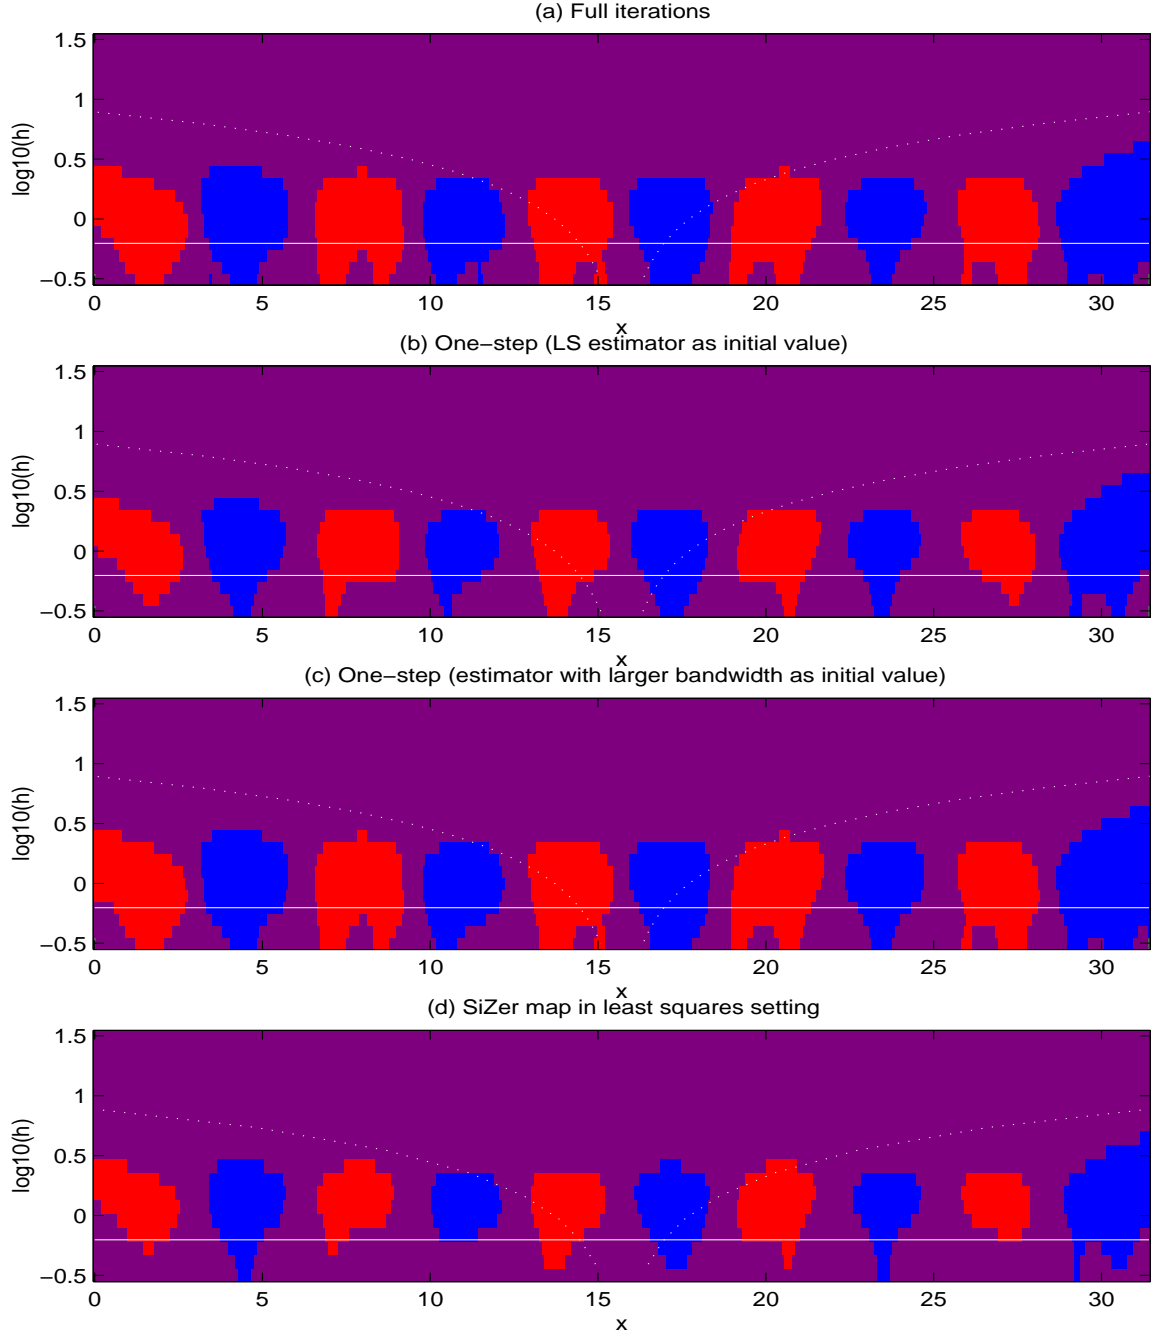 (a) Full iterations
1.5
1
0.5
0
−0.5
log10(h)
0 5 10 15 20 25 30
x
(b) One−step (LS estimator as initial value)
1.5
1
0.5
0
−0.5
log10(h)
0 5 10 15 20 25 30
x
(c) One−step (estimator with larger bandwidth as initial value)
1.5
1
0.5
0
−0.5
log10(h)
0 5 10 15 20 25 30
x
(d) SiZer map in least squares setting
1.5
1
0.5
0
−0.5
log10(h)
0 5 10 15 20 25 30
x